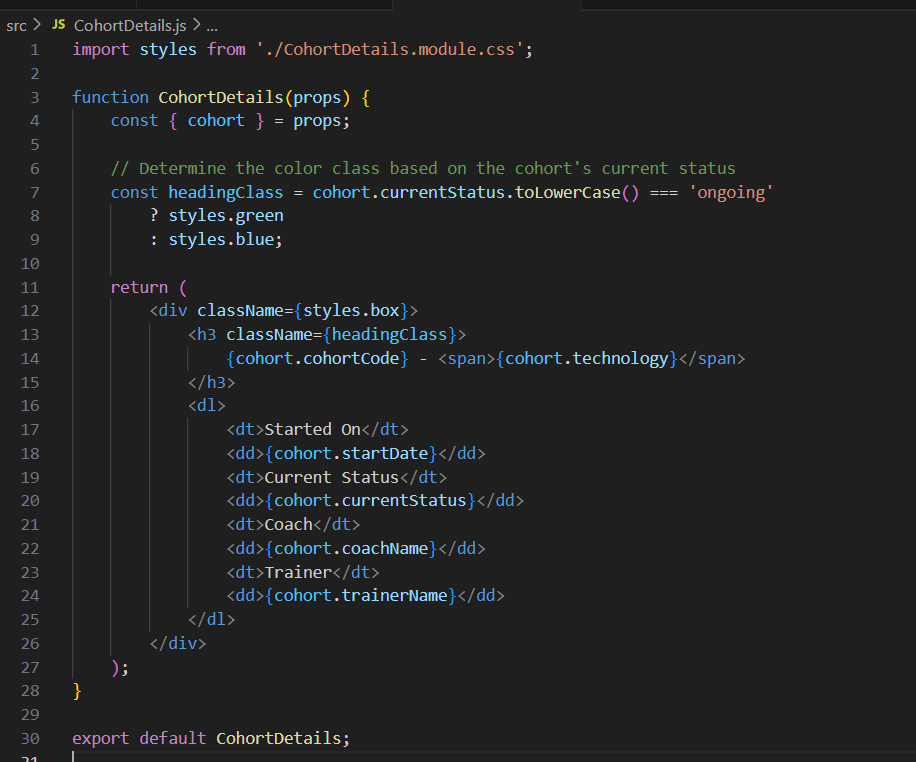 src > JS CohortDetails.js > ...
1 import styles from './CohortDetails.module.css';
2
3 function CohortDetails(props) {
4     const { cohort } = props;
5
6     // Determine the color class based on the cohort's current status
7     const headingClass = cohort.currentStatus.toLowerCase() === 'ongoing'
8         ? styles.green
9         : styles.blue;
10
11     return (
12         <div className={styles.box}>
13             <h3 className={headingClass}>
14                 {cohort.cohortCode} - <span>{cohort.technology}</span>
15             </h3>
16             <dl>
17                 <dt>Started On</dt>
18                 <dd>{cohort.startDate}</dd>
19                 <dt>Current Status</dt>
20                 <dd>{cohort.currentStatus}</dd>
21                 <dt>Coach</dt>
22                 <dd>{cohort.coachName}</dd>
23                 <dt>Trainer</dt>
24                 <dd>{cohort.trainerName}</dd>
25             </dl>
26         </div>
27     );
28 }
29
30 export default CohortDetails;
31